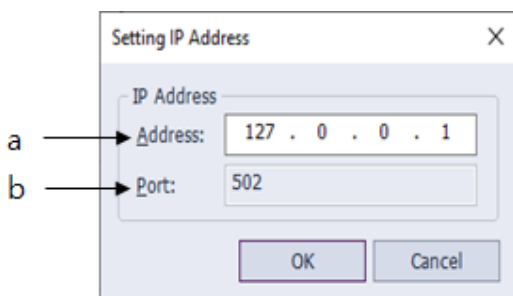 Setting IP Address
IP Address
a Address: 127 . 0 . 0 . 1
b Port: 502
OK Cancel